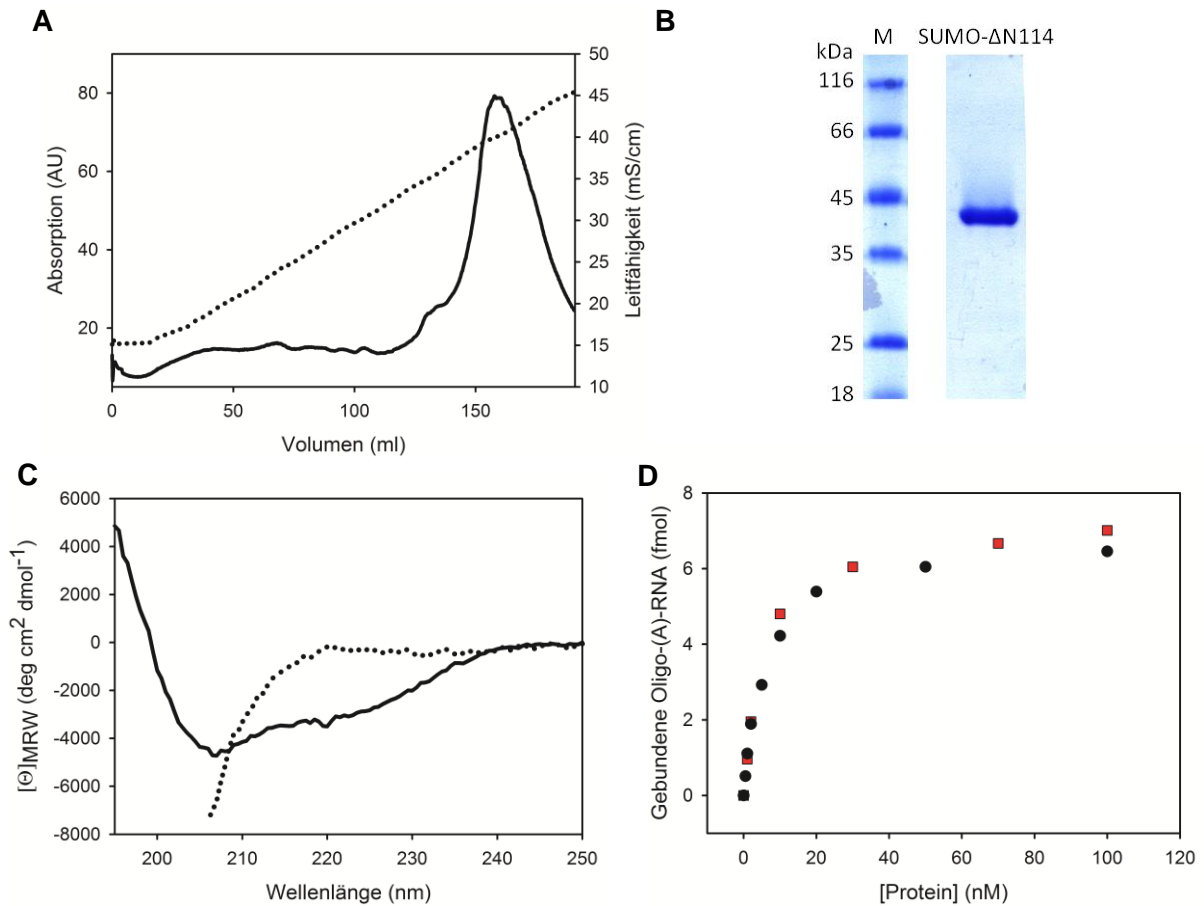 A
Absorption (AU)
80
60
40
20
50
45
40
35
30
25
20
15
10
Leitfähigkeit (mS/cm)
0 50 100 150
Volumen (ml)
B
kDa M SUMO-ΔN114
116
66
45
35
25
18
C
[Θ]MRW (deg cm² dmol⁻¹)
6000
4000
2000
0
-2000
-4000
-6000
-8000
200 210 220 230 240 250
Wellenlänge (nm)
D
Gebundene Oligo-(A)-RNA (fmol)
8
6
4
2
0
0 20 40 60 80 100 120
[Protein] (nM)